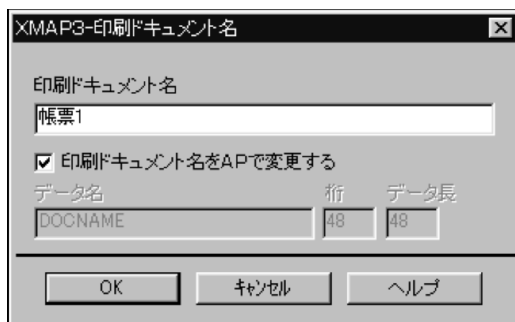 XMAP3-印刷ドキュメント名
印刷ドキュメント名
帳票1
印刷ドキュメント名をAPで変更する
データ名 桁 データ長
DOCNAME 48 48
OK キャンセル ヘルプ